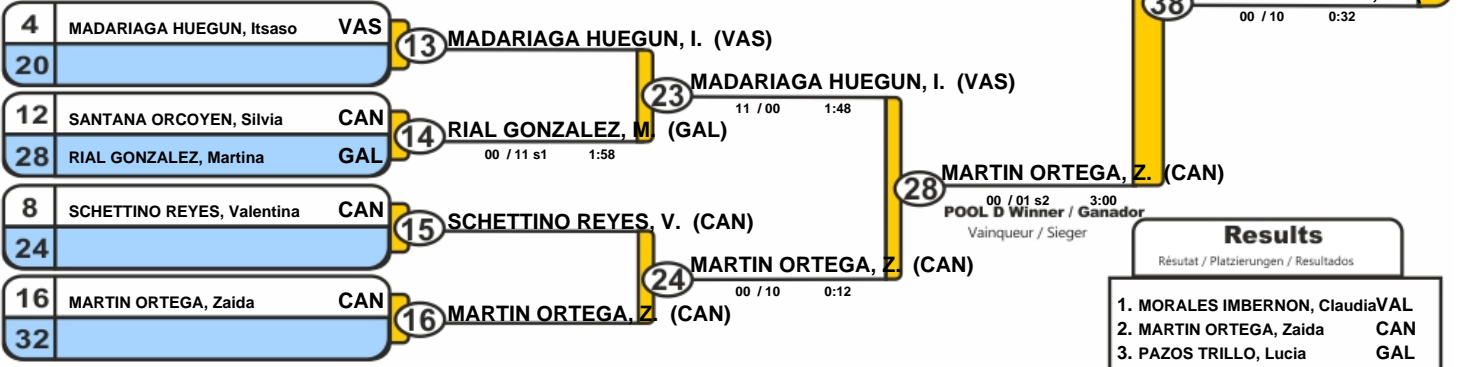 38
00 / 10 0:32
4 MADARIAGA HUEGUN, Itsaso VAS
20
13 MADARIAGA HUEGUN, I. (VAS)
23 MADARIAGA HUEGUN, I. (VAS)
11 / 00 1:48
12 SANTANA ORCOYEN, Silvia CAN
28 RIAL GONZALEZ, Martina GAL
14 RIAL GONZALEZ, M. (GAL)
00 / 11 s1 1:58
28 MARTIN ORTEGA, Z. (CAN)
00 / 01 s2 3:00
POOL D Winner / Ganador
Vainqueur / Sieger
8 SCHETTINO REYES, Valentina CAN
24
15 SCHETTINO REYES, V. (CAN)
24 MARTIN ORTEGA, Z. (CAN)
00 / 10 0:12
16 MARTIN ORTEGA, Zaida CAN
32
16 MARTIN ORTEGA, Z. (CAN)
Results
Résutat / Platzierungen / Resultados
1. MORALES IMBERNON, Claudia VAL
2. MARTIN ORTEGA, Zaida CAN
3. PAZOS TRILLO, Lucia GAL